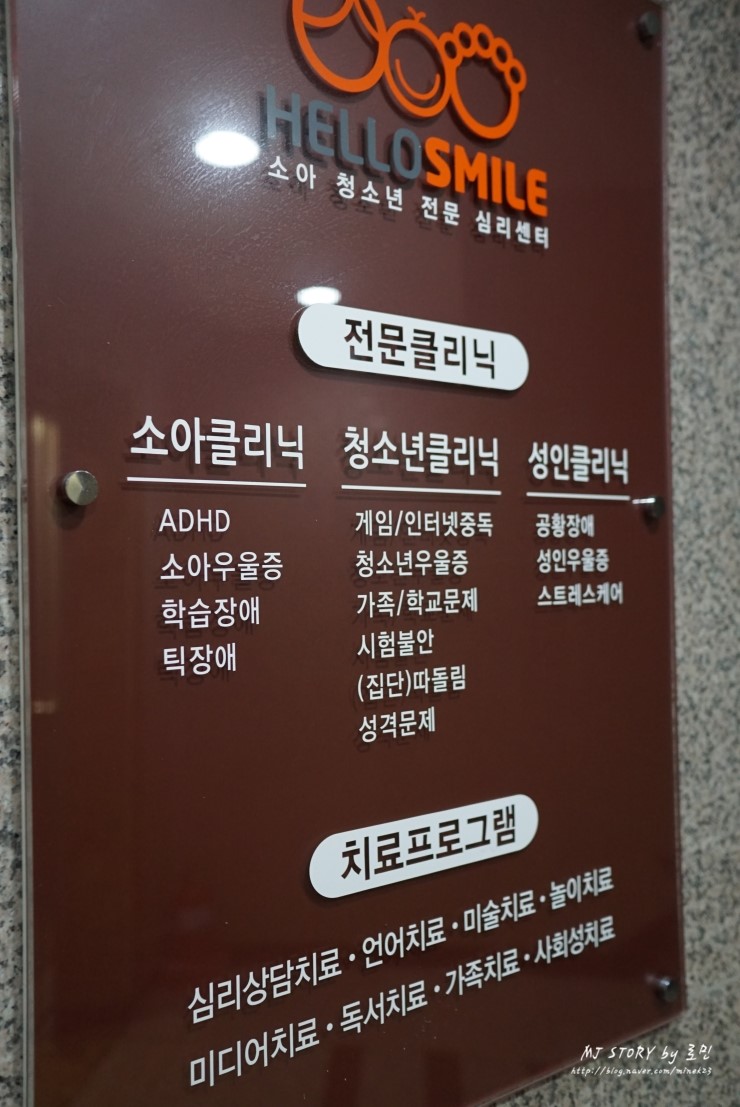 HELLOSMILE
소아 청소년 전문 심리센터
전문클리닉
소아클리닉
ADHD
소아우울증
학습장애
틱장애
청소년클리닉
게임/인터넷중독
청소년우울증
가족/학교문제
시험불안
(집단)따돌림
성격문제
성인클리닉
공황장애
성인우울증
스트레스케어
치료프로그램
심리상담치료 · 언어치료 · 미술치료 · 놀이치료
미디어치료 · 독서치료 · 가족치료 · 사회성치료
MJ STORY by 로민
http://blog.naver.com/minek23